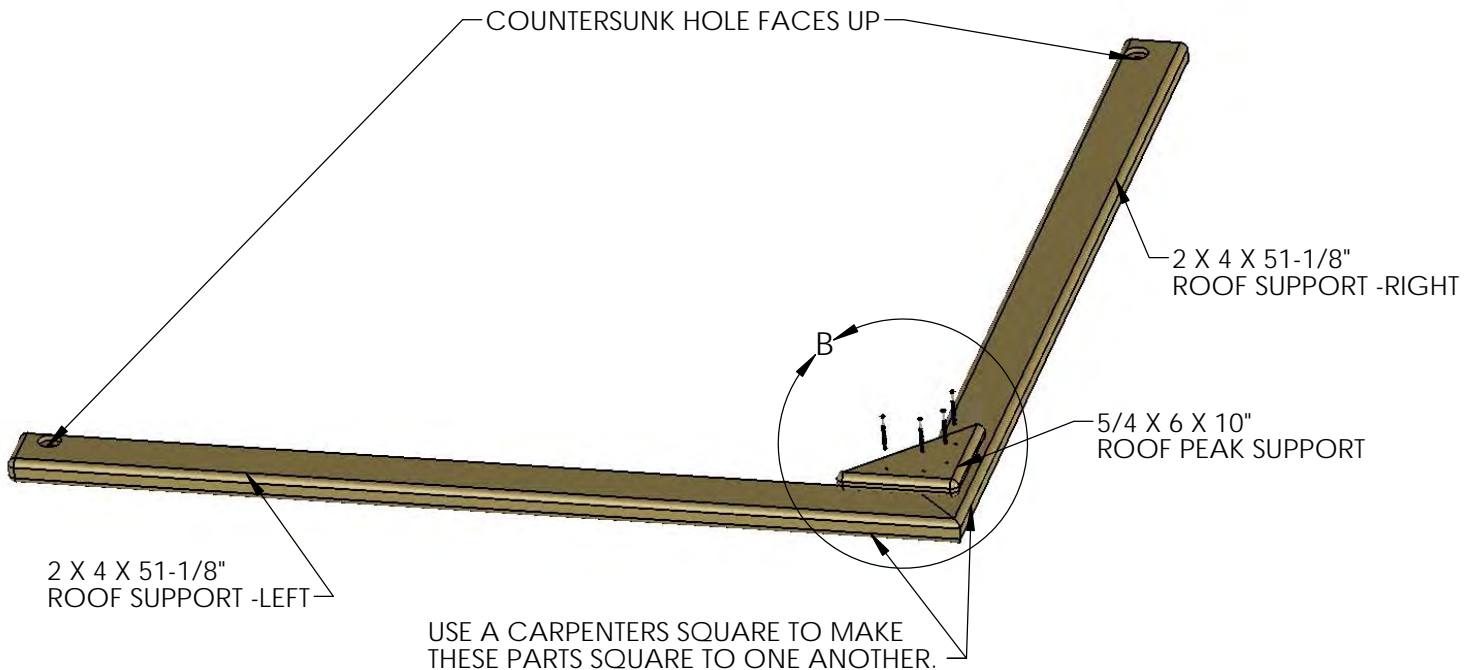 COUNTERSUNK HOLE FACES UP
2 X 4 X 51-1/8"
ROOF SUPPORT -RIGHT
B
5/4 X 6 X 10"
ROOF PEAK SUPPORT
2 X 4 X 51-1/8"
ROOF SUPPORT -LEFT
USE A CARPENTERS SQUARE TO MAKE
THESE PARTS SQUARE TO ONE ANOTHER.